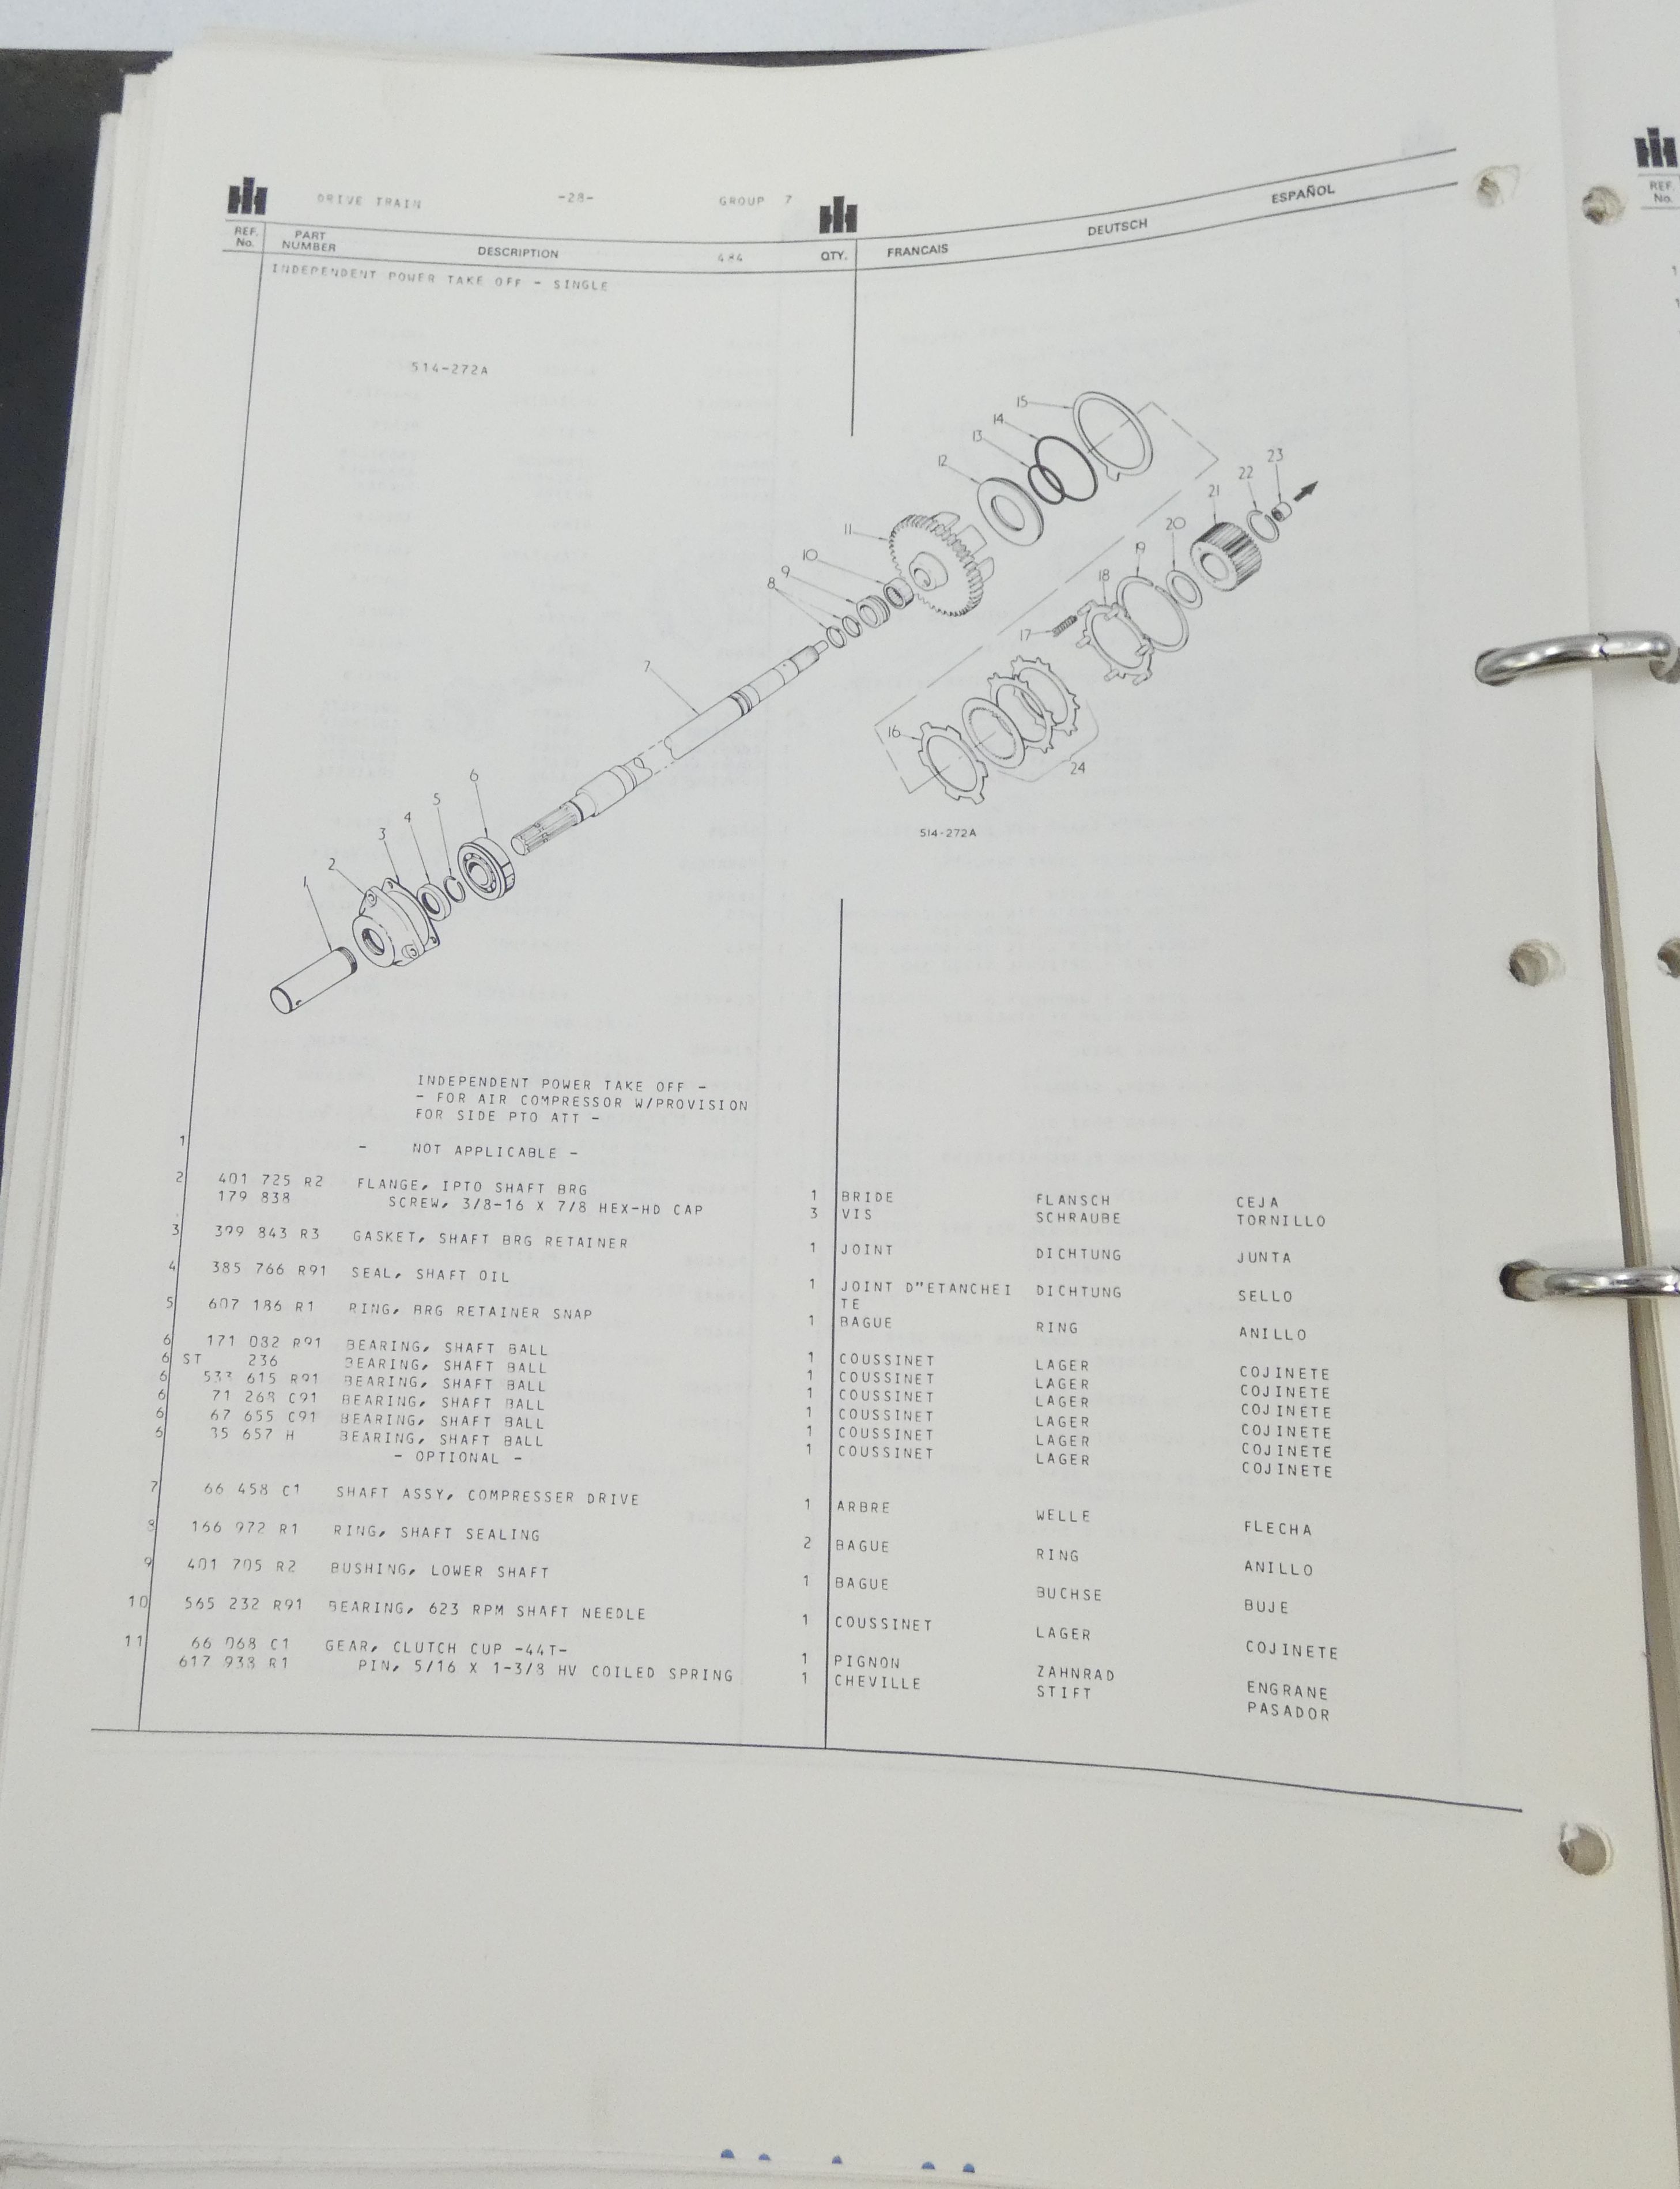 DRIVE TRAIN -28- GROUP 7
REF. No. PART NUMBER DESCRIPTION 484 QTY. FRANCAIS DEUTSCH ESPAÑOL
INDEPENDENT POWER TAKE OFF - SINGLE
514-272A
1 2 3 4 5 6 7 8 9 10 11 12 13 14 15 16 17 18 19 20 21 22 23 24
514-272A
INDEPENDENT POWER TAKE OFF -
- FOR AIR COMPRESSOR W/PROVISION
FOR SIDE PTO ATT -
1 - NOT APPLICABLE -
2 401 725 R2 FLANGE, IPTO SHAFT BRG 1 BRIDE FLANSCH CEJA
179 838 SCREW, 3/8-16 X 7/8 HEX-HD CAP 3 VIS SCHRAUBE TORNILLO
3 399 843 R3 GASKET, SHAFT BRG RETAINER 1 JOINT DICHTUNG JUNTA
4 385 766 R91 SEAL, SHAFT OIL 1 JOINT D"ETANCHEI DICHTUNG SELLO
TE
5 607 186 R1 RING, BRG RETAINER SNAP 1 BAGUE RING ANILLO
6 171 082 R91 BEARING, SHAFT BALL 1 COUSSINET LAGER COJINETE
6 ST 236 BEARING, SHAFT BALL 1 COUSSINET LAGER COJINETE
6 533 615 R91 BEARING, SHAFT BALL 1 COUSSINET LAGER COJINETE
6 71 268 C91 BEARING, SHAFT BALL 1 COUSSINET LAGER COJINETE
6 67 655 C91 BEARING, SHAFT BALL 1 COUSSINET LAGER COJINETE
6 35 657 H BEARING, SHAFT BALL 1 COUSSINET LAGER COJINETE
- OPTIONAL -
7 66 458 C1 SHAFT ASSY, COMPRESSER DRIVE 1 ARBRE WELLE FLECHA
8 166 972 R1 RING, SHAFT SEALING 2 BAGUE RING ANILLO
9 401 705 R2 BUSHING, LOWER SHAFT 1 BAGUE BUCHSE BUJE
10 565 232 R91 BEARING, 623 RPM SHAFT NEEDLE 1 COUSSINET LAGER COJINETE
11 66 068 C1 GEAR, CLUTCH CUP -44T- 1 PIGNON ZAHNRAD ENGRANE
617 938 R1 PIN, 5/16 X 1-3/8 HV COILED SPRING 1 CHEVILLE STIFT PASADOR
REF. No.